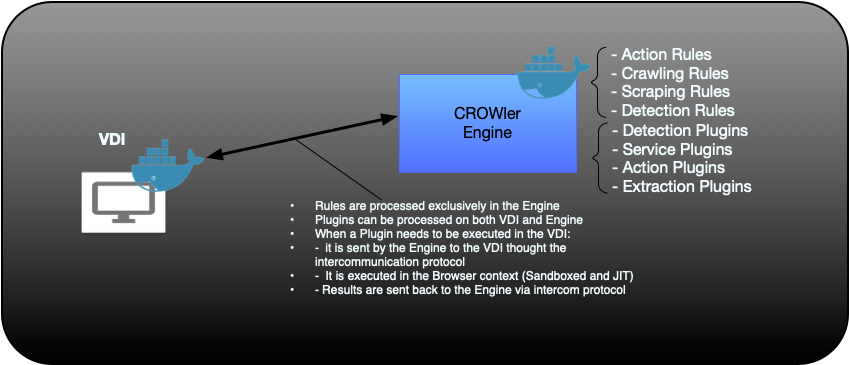 VDI
CROWler
Engine
- Action Rules
- Crawling Rules
- Scraping Rules
- Detection Rules
- Detection Plugins
- Service Plugins
- Action Plugins
- Extraction Plugins
• Rules are processed exclusively in the Engine
• Plugins can be processed on both VDI and Engine
• When a Plugin needs to be executed in the VDI:
• - it is sent by the Engine to the VDI thought the
intercommunication protocol
• - It is executed in the Browser context (Sandboxed and JIT)
• - Results are sent back to the Engine via intercom protocol